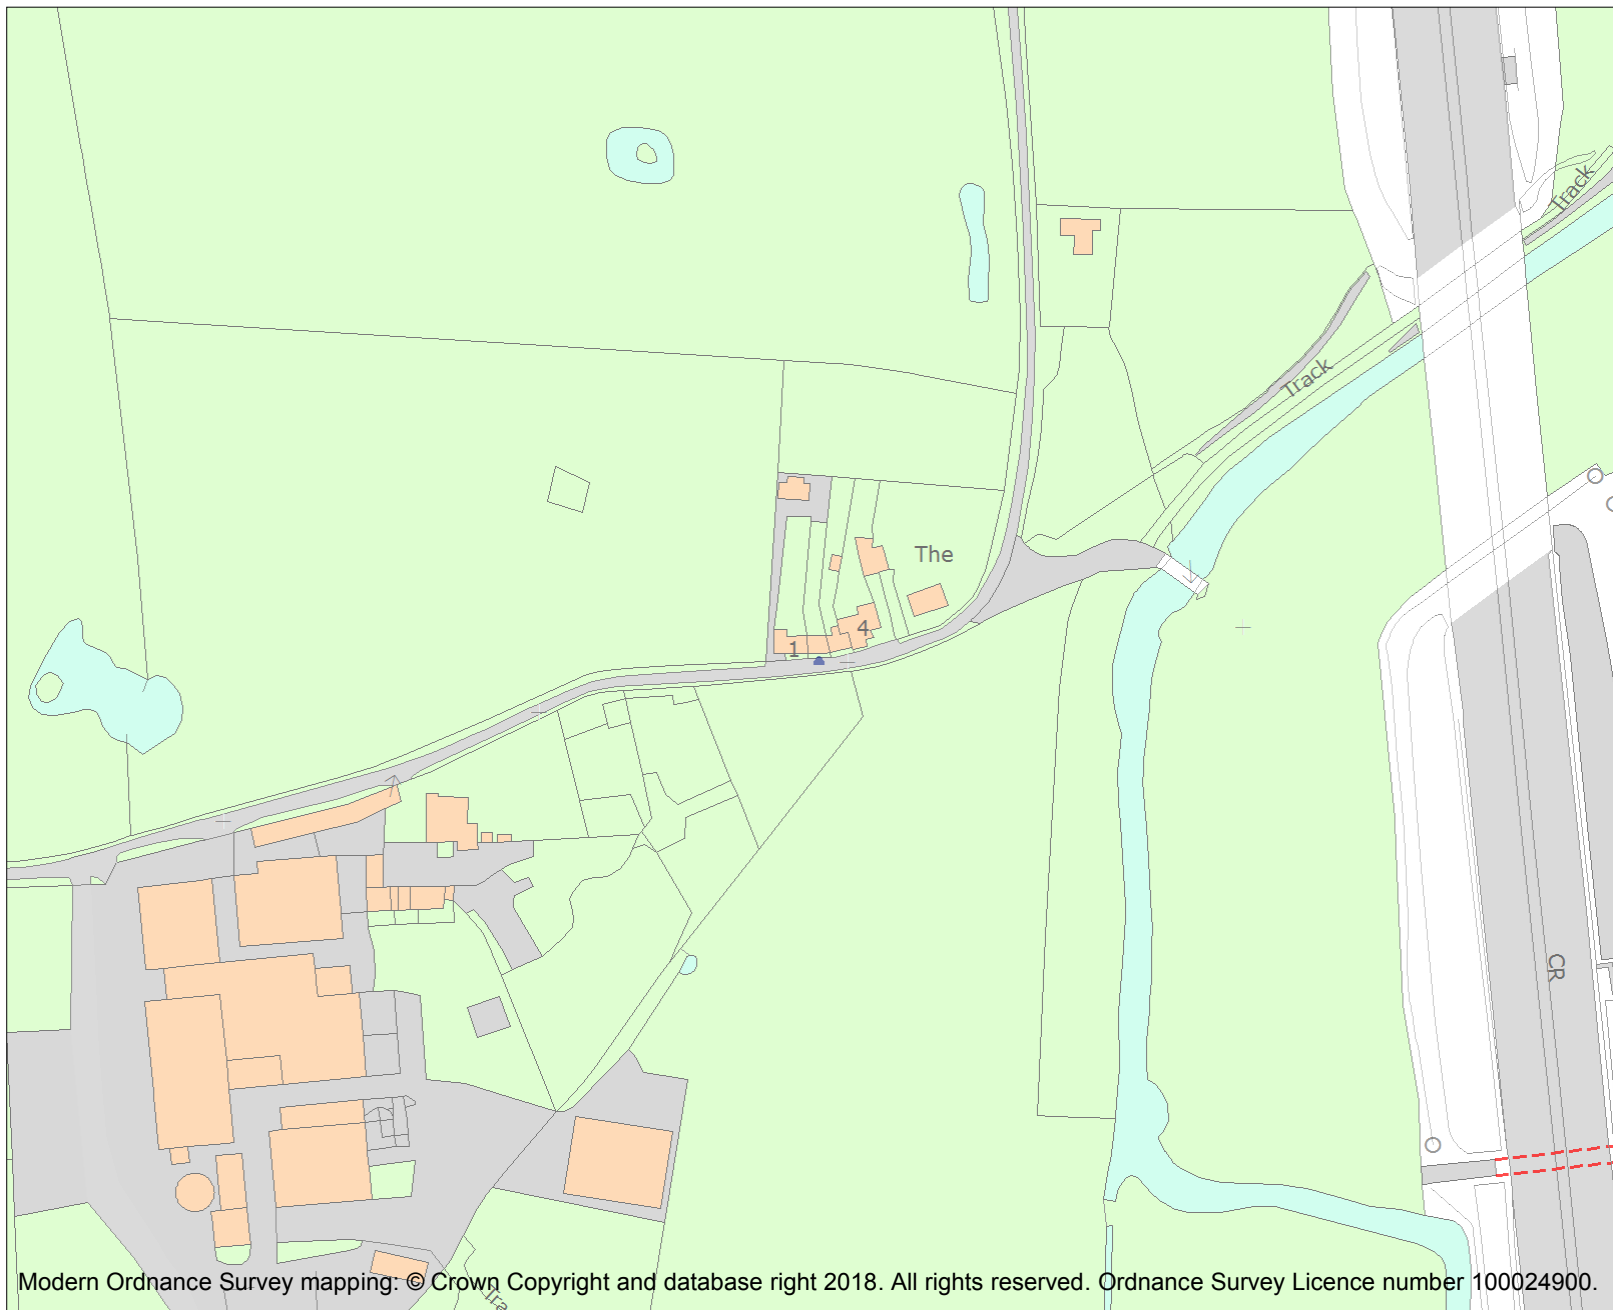 Track
Track
The
4
1
CR
Modern Ordnance Survey mapping: © Crown Copyright and database right 2018. All rights reserved. Ordnance Survey Licence number 100024900.